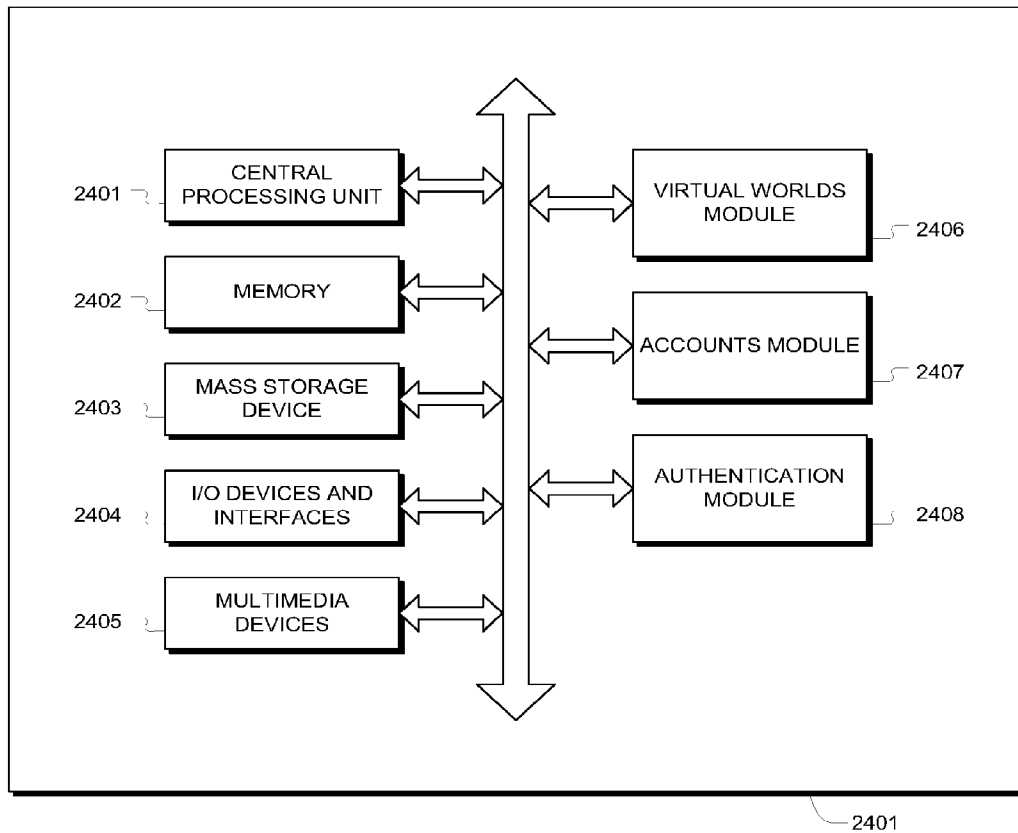 2401
CENTRAL
PROCESSING UNIT
2402
MEMORY
2403
MASS STORAGE
DEVICE
2404
I/O DEVICES AND
INTERFACES
2405
MULTIMEDIA
DEVICES
VIRTUAL WORLDS
MODULE
2406
ACCOUNTS MODULE
2407
AUTHENTICATION
MODULE
2408
2401